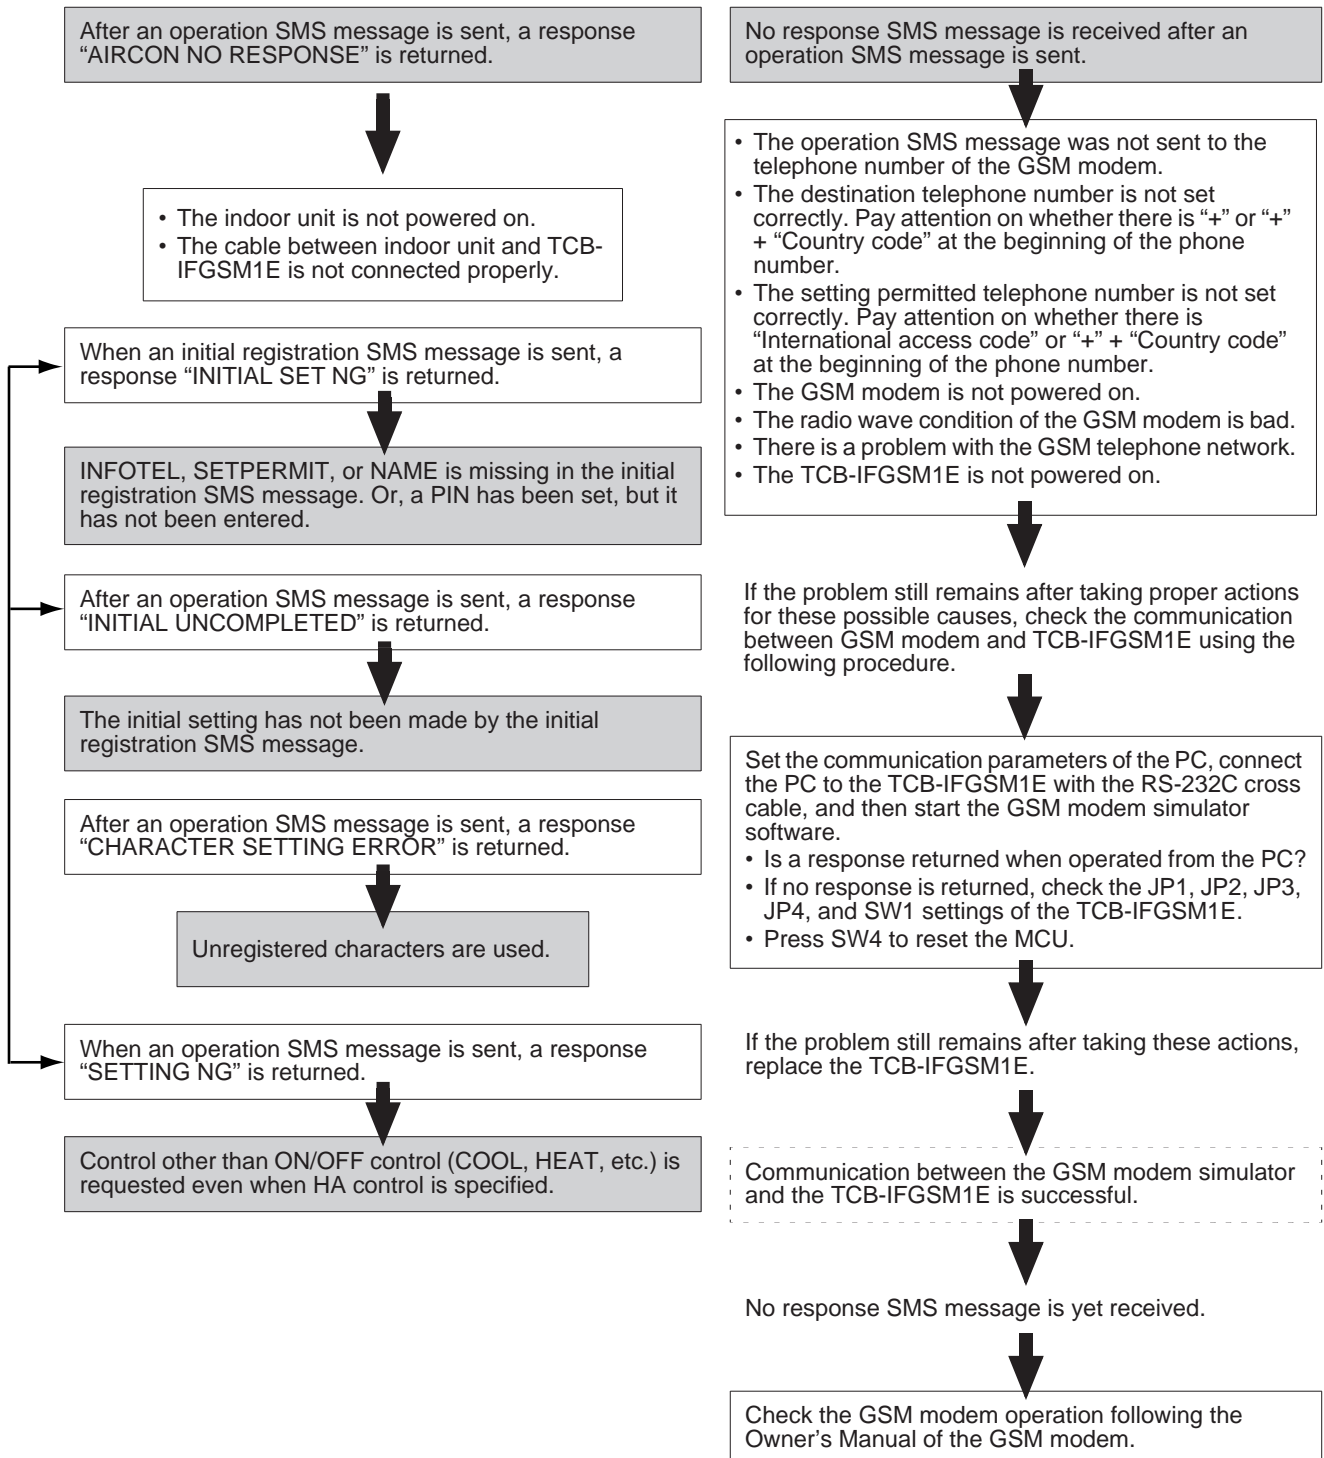 After an operation SMS message is sent, a response
“AIRCON NO RESPONSE” is returned.
• The indoor unit is not powered on.
• The cable between indoor unit and TCB-
IFGSM1E is not connected properly.
When an initial registration SMS message is sent, a
response “INITIAL SET NG” is returned.
INFOTEL, SETPERMIT, or NAME is missing in the initial
registration SMS message. Or, a PIN has been set, but it
has not been entered.
After an operation SMS message is sent, a response
“INITIAL UNCOMPLETED” is returned.
The initial setting has not been made by the initial
registration SMS message.
After an operation SMS message is sent, a response
“CHARACTER SETTING ERROR” is returned.
Unregistered characters are used.
When an operation SMS message is sent, a response
“SETTING NG” is returned.
Control other than ON/OFF control (COOL, HEAT, etc.) is
requested even when HA control is specified.
No response SMS message is received after an
operation SMS message is sent.
• The operation SMS message was not sent to the
telephone number of the GSM modem.
• The destination telephone number is not set
correctly. Pay attention on whether there is “+” or “+”
+ “Country code” at the beginning of the phone
number.
• The setting permitted telephone number is not set
correctly. Pay attention on whether there is
“International access code” or “+” + “Country code”
at the beginning of the phone number.
• The GSM modem is not powered on.
• The radio wave condition of the GSM modem is bad.
• There is a problem with the GSM telephone network.
• The TCB-IFGSM1E is not powered on.
If the problem still remains after taking proper actions
for these possible causes, check the communication
between GSM modem and TCB-IFGSM1E using the
following procedure.
Set the communication parameters of the PC, connect
the PC to the TCB-IFGSM1E with the RS-232C cross
cable, and then start the GSM modem simulator
software.
• Is a response returned when operated from the PC?
• If no response is returned, check the JP1, JP2, JP3,
JP4, and SW1 settings of the TCB-IFGSM1E.
• Press SW4 to reset the MCU.
If the problem still remains after taking these actions,
replace the TCB-IFGSM1E.
Communication between the GSM modem simulator
and the TCB-IFGSM1E is successful.
No response SMS message is yet received.
Check the GSM modem operation following the
Owner’s Manual of the GSM modem.